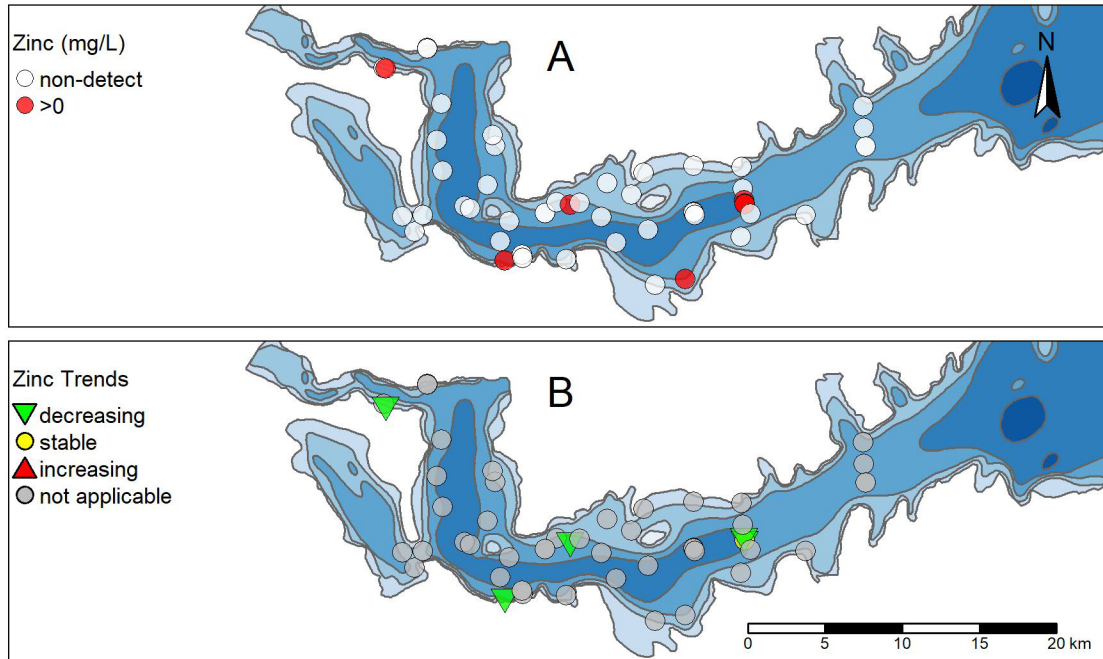 Zinc (mg/L)
non-detect
>0
A
N
Zinc Trends
decreasing
stable
increasing
not applicable
B
0 5 10 15 20 km